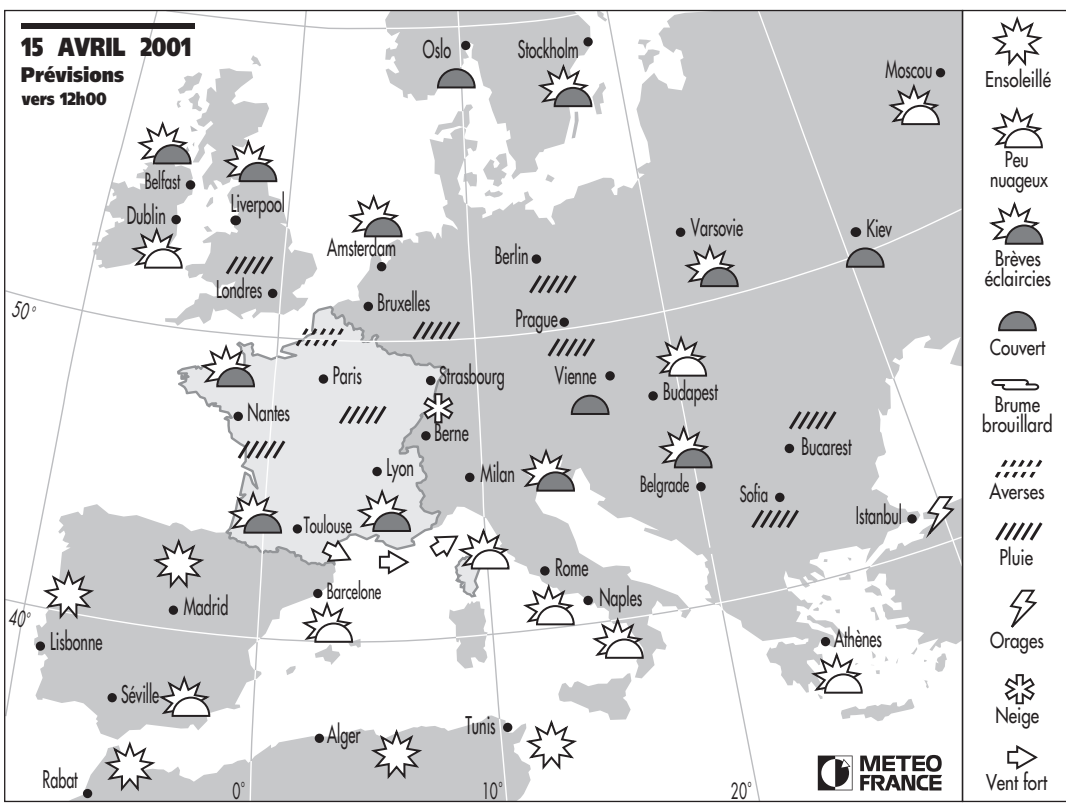 15 AVRIL 2001
Prévisions
vers 12h00
Oslo
Stockholm
Moscou
Belfast
Dublin
Liverpool
Amsterdam
Londres
Bruxelles
Berlin
Prague
Varsovie
Kiev
50°
Paris
Strasbourg
Vienne
Budapest
Nantes
Berne
Lyon
Milan
Belgrade
Bucarest
Sofia
Istanbul
Toulouse
Madrid
Barcelone
Rome
Naples
40°
Lisbonne
Athènes
Séville
Alger
Tunis
Rabat
0°
10°
20°
METEO
FRANCE
Ensoleillé
Peu
nuageux
Brèves
éclaircies
Couvert
Brume
brouillard
Averses
Pluie
Orages
Neige
Vent fort